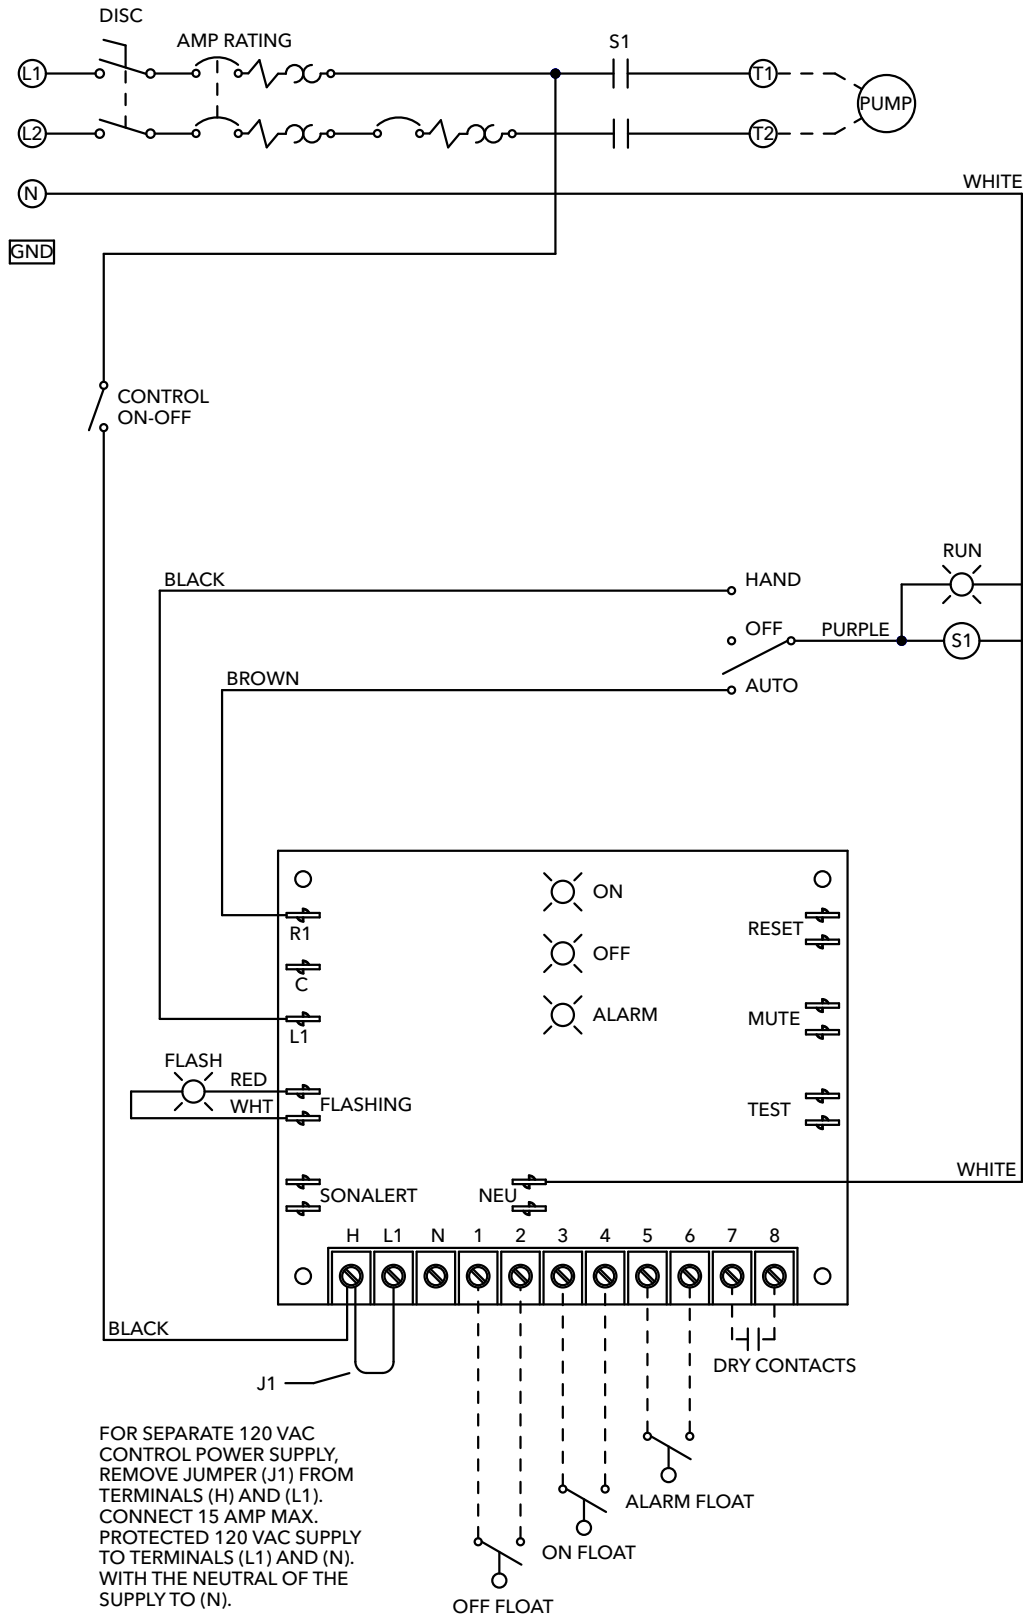 DISC
AMP RATING
S1
L1
T1
PUMP
L2
T2
N
WHITE
GND
CONTROL
ON-OFF
RUN
BLACK
HAND
OFF
PURPLE
S1
BROWN
AUTO
ON
R1
RESET
OFF
C
ALARM
MUTE
L1
FLASH
RED
FLASHING
WHT
TEST
WHITE
SONALERT
NEU
H L1 N 1 2 3 4 5 6 7 8
BLACK
DRY CONTACTS
J1
FOR SEPARATE 120 VAC
CONTROL POWER SUPPLY,
REMOVE JUMPER (J1) FROM
TERMINALS (H) AND (L1).
CONNECT 15 AMP MAX.
PROTECTED 120 VAC SUPPLY
TO TERMINALS (L1) AND (N).
WITH THE NEUTRAL OF THE
SUPPLY TO (N).
ALARM FLOAT
ON FLOAT
OFF FLOAT